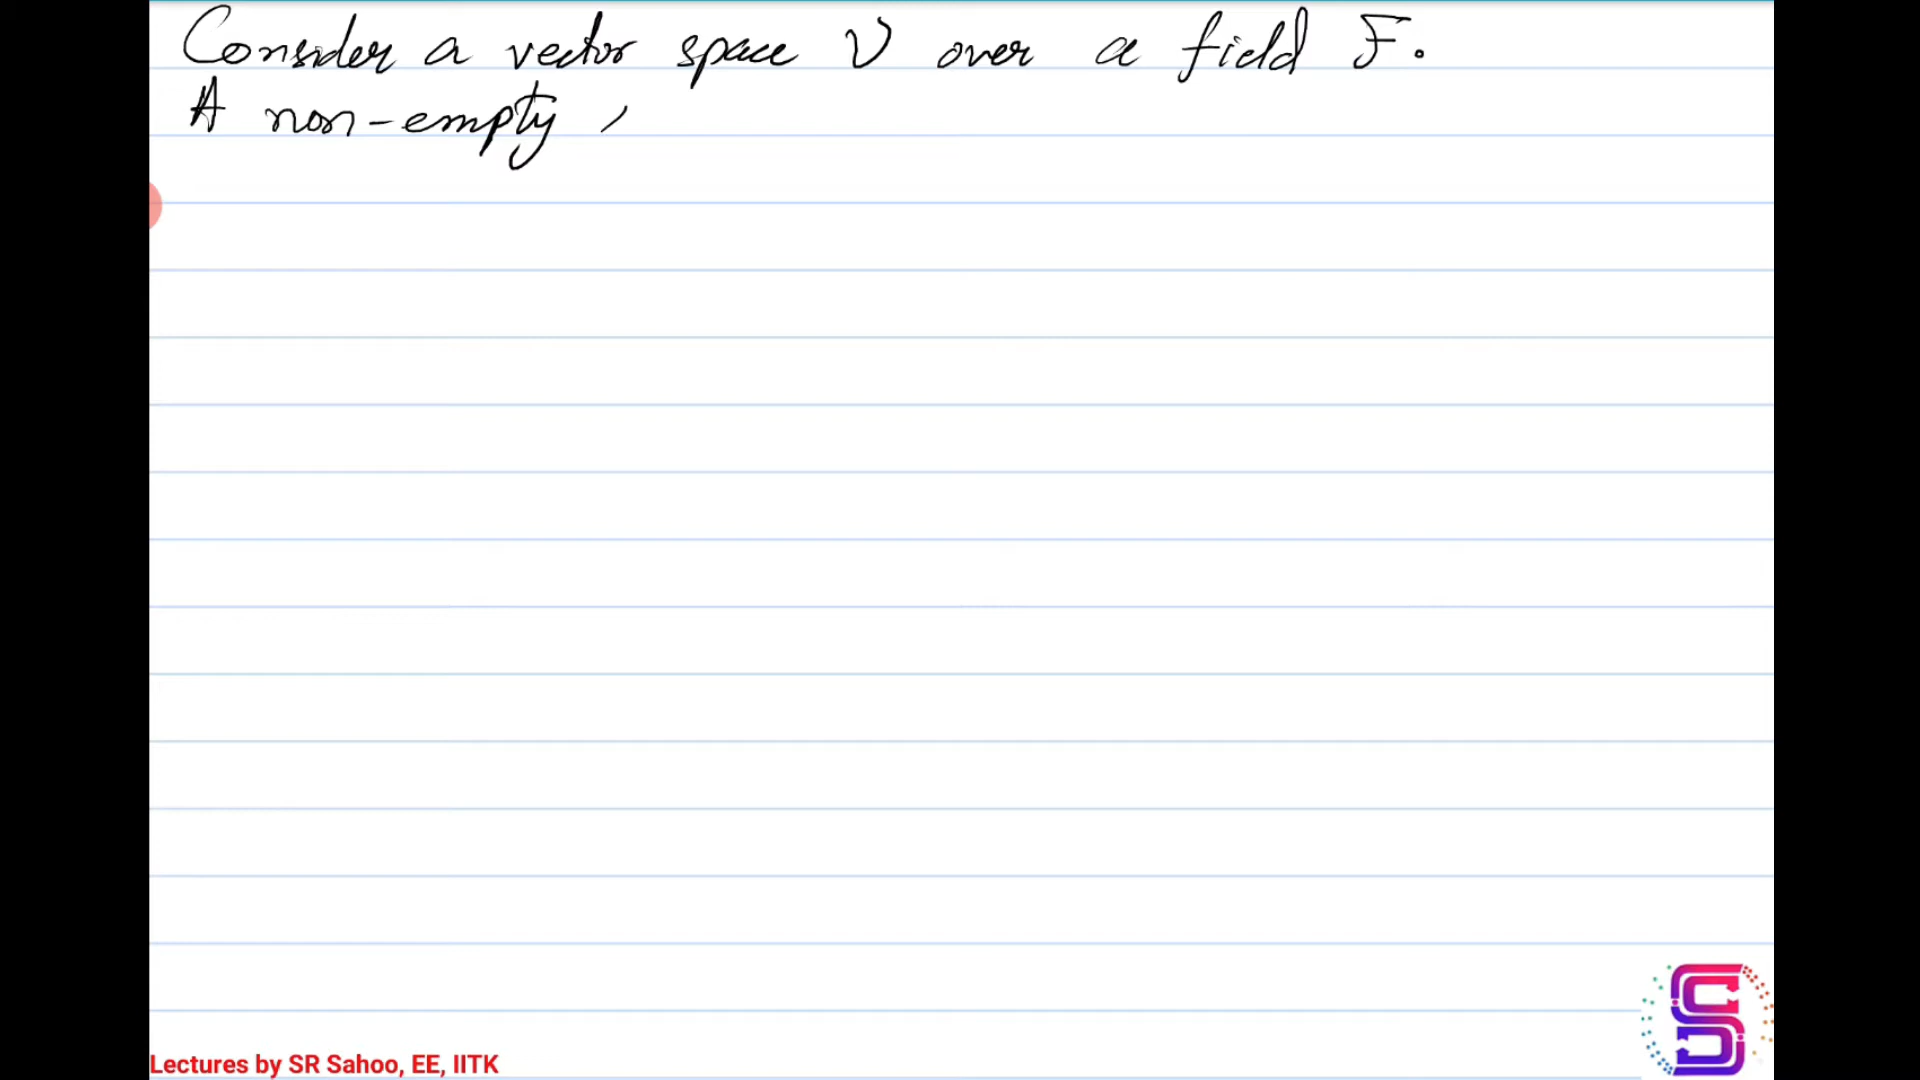 Consider a vector space V over a field F.
A non-empty
Lectures by SR Sahoo, EE, IITK